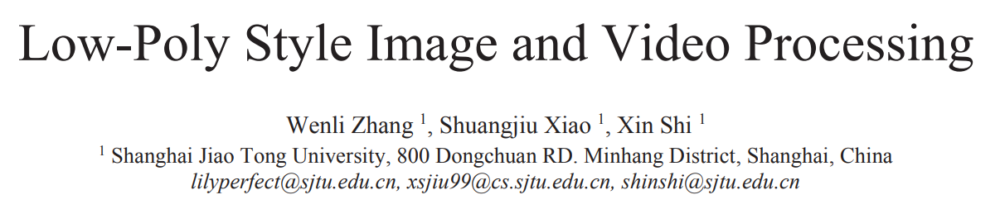 Low-Poly Style Image and Video Processing
Wenli Zhang ¹, Shuangjiu Xiao ¹, Xin Shi ¹
¹ Shanghai Jiao Tong University, 800 Dongchuan RD. Minhang District, Shanghai, China
lilyperfect@sjtu.edu.cn, xsjiu99@cs.sjtu.edu.cn, shinshi@sjtu.edu.cn